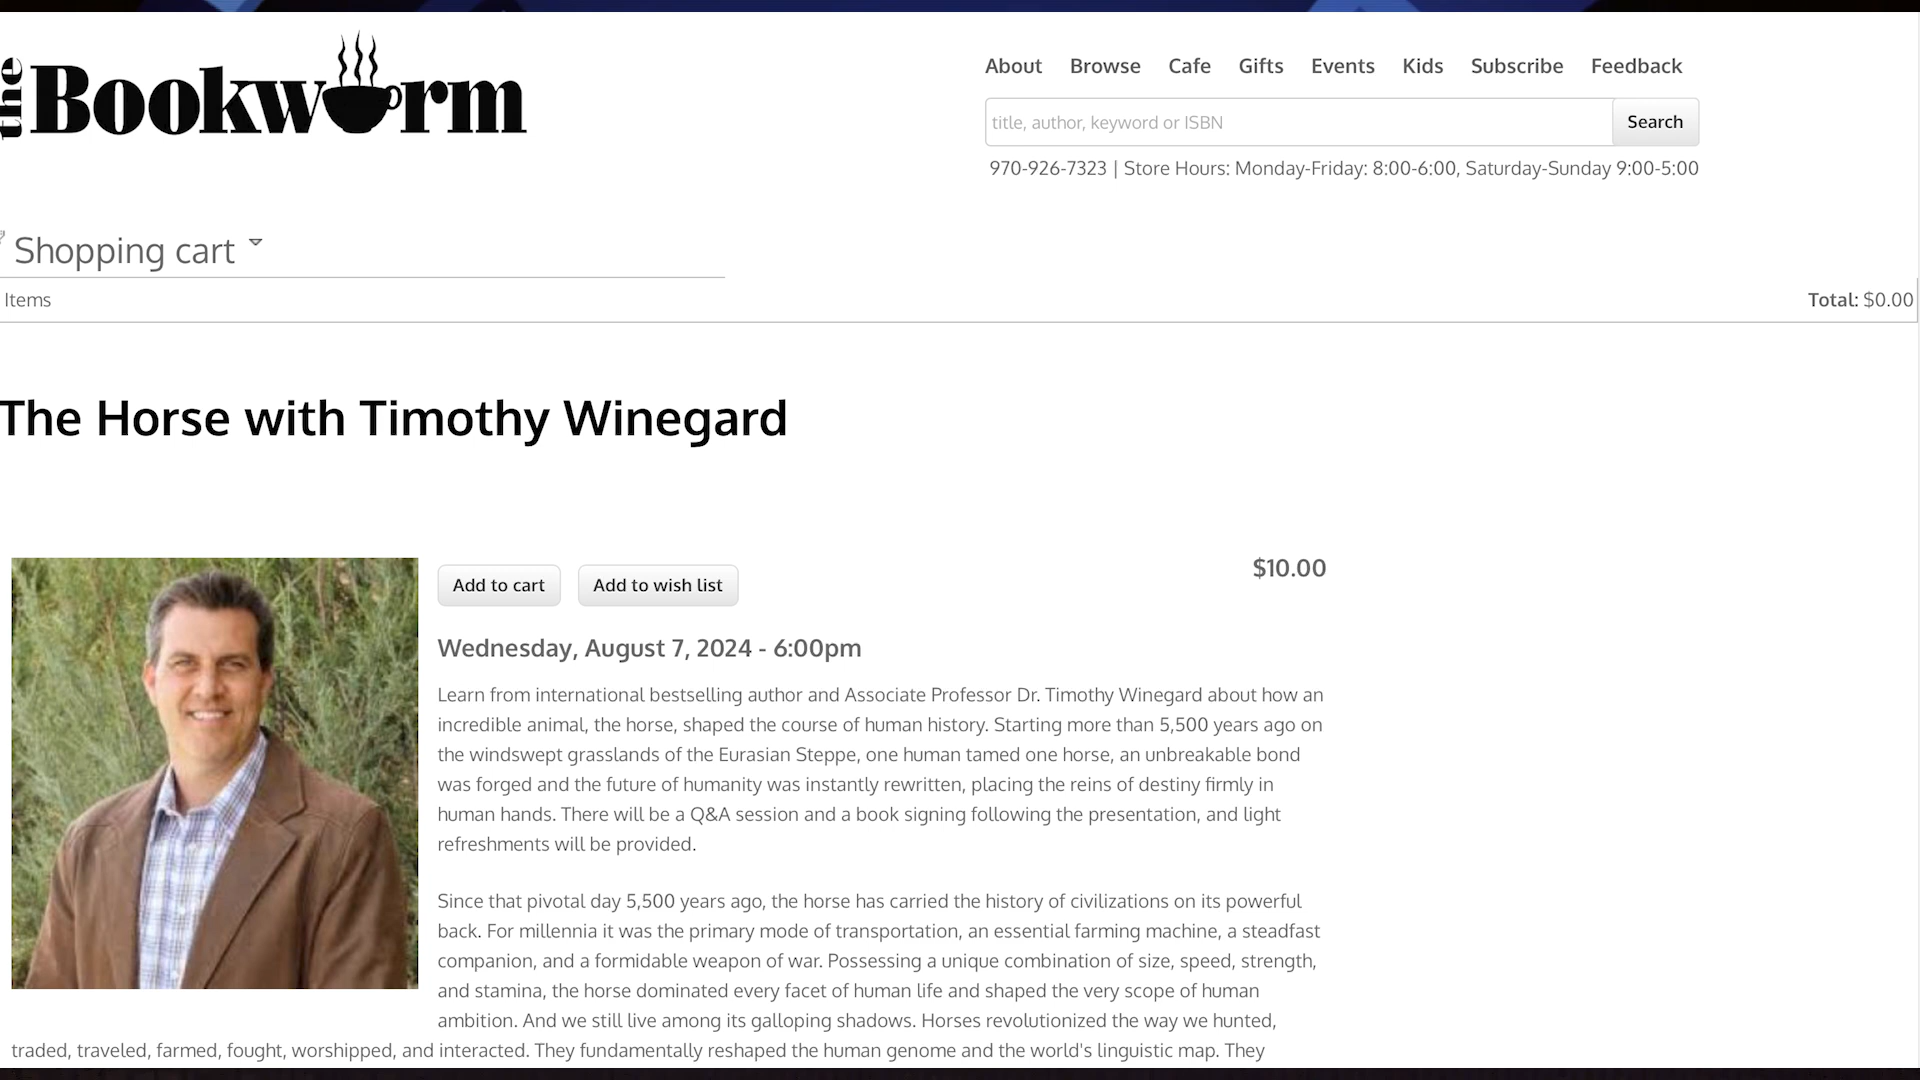 the Bookworm
About Browse Cafe Gifts Events Kids Subscribe Feedback
title, author, keyword or ISBN Search
970-926-7323 | Store Hours: Monday-Friday: 8:00-6:00, Saturday-Sunday 9:00-5:00
Shopping cart
Items Total: $0.00
The Horse with Timothy Winegard
Add to cart Add to wish list $10.00
Wednesday, August 7, 2024 - 6:00pm
Learn from international bestselling author and Associate Professor Dr. Timothy Winegard about how an
incredible animal, the horse, shaped the course of human history. Starting more than 5,500 years ago on
the windswept grasslands of the Eurasian Steppe, one human tamed one horse, an unbreakable bond
was forged and the future of humanity was instantly rewritten, placing the reins of destiny firmly in
human hands. There will be a Q&A session and a book signing following the presentation, and light
refreshments will be provided.
Since that pivotal day 5,500 years ago, the horse has carried the history of civilizations on its powerful
back. For millennia it was the primary mode of transportation, an essential farming machine, a steadfast
companion, and a formidable weapon of war. Possessing a unique combination of size, speed, strength,
and stamina, the horse dominated every facet of human life and shaped the very scope of human
ambition. And we still live among its galloping shadows. Horses revolutionized the way we hunted,
traded, traveled, farmed, fought, worshipped, and interacted. They fundamentally reshaped the human genome and the world's linguistic map. They